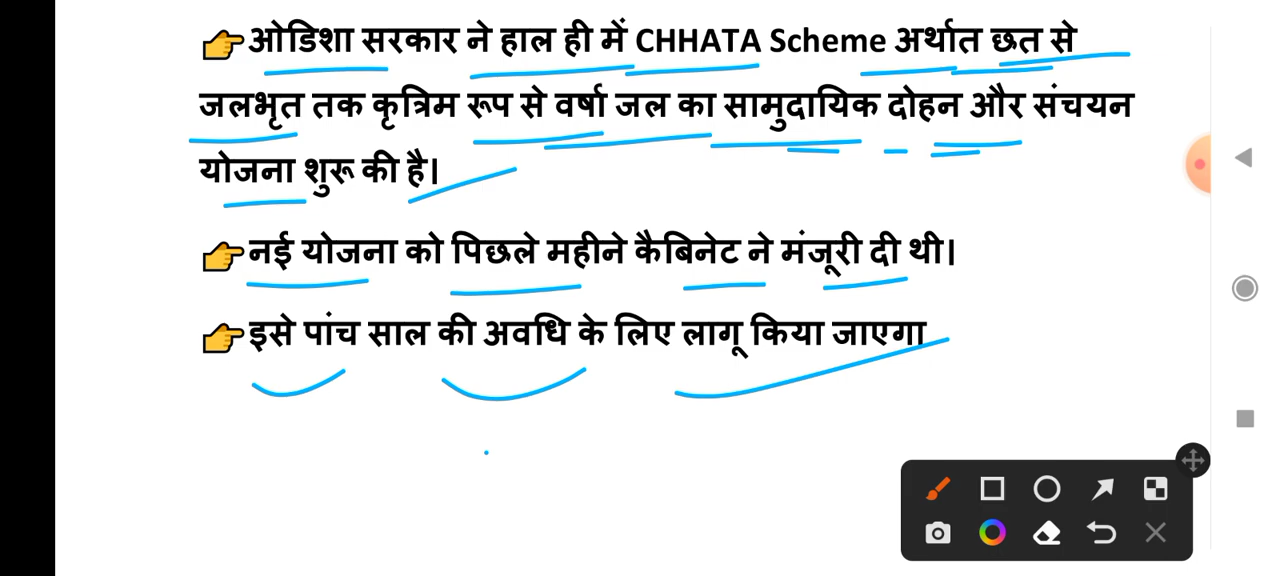 👉ओडिशा सरकार ने हाल ही में CHHATA Scheme अर्थात छत से
जलभृत तक कृत्रिम रूप से वर्षा जल का सामुदायिक दोहन और संचयन
योजना शुरू की है।
👉नई योजना को पिछले महीने कैबिनेट ने मंजूरी दी थी।
👉इसे पांच साल की अवधि के लिए लागू किया जाएगा